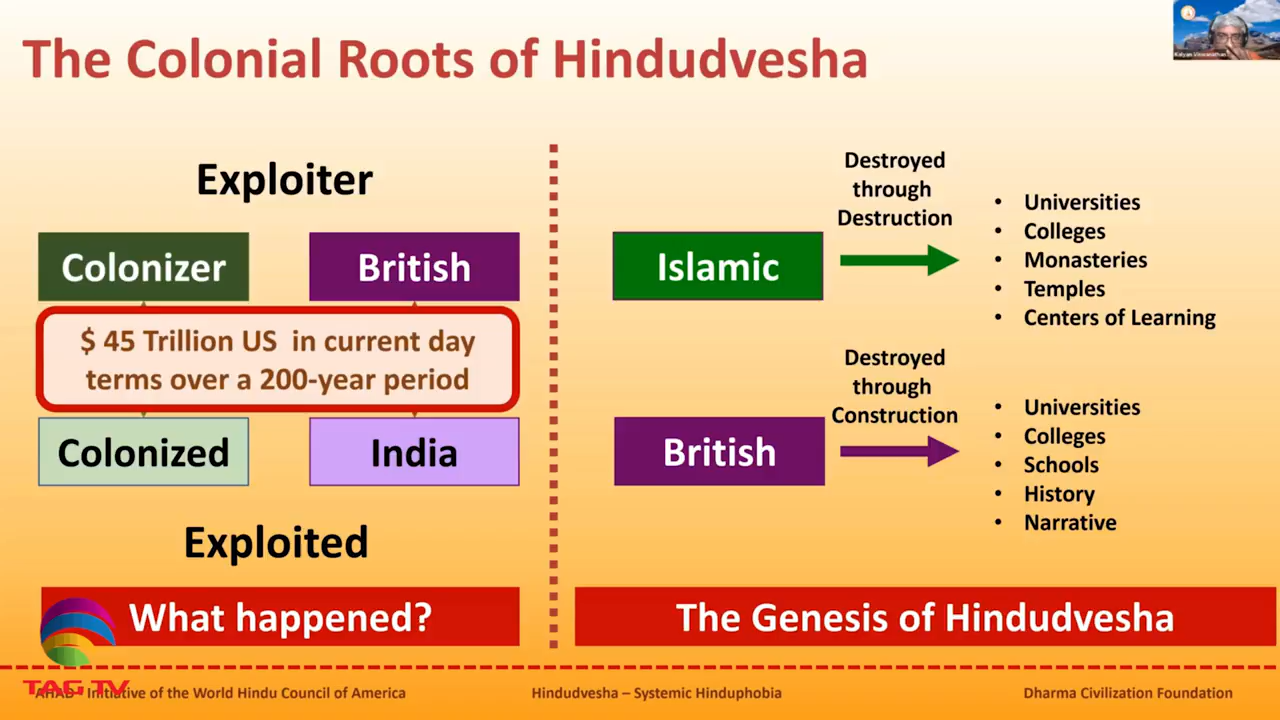 The Colonial Roots of Hindudvesha
Exploiter
Colonizer
British
$ 45 Trillion US in current day
terms over a 200-year period
Colonized
India
Exploited
What happened?
Islamic
Destroyed
through
Destruction
• Universities
• Colleges
• Monasteries
• Temples
• Centers of Learning
British
Destroyed
through
Construction
• Universities
• Colleges
• Schools
• History
• Narrative
The Genesis of Hindudvesha
TAG TV
AHAD - Initiative of the World Hindu Council of America
Hindudvesha – Systemic Hinduphobia
Dharma Civilization Foundation